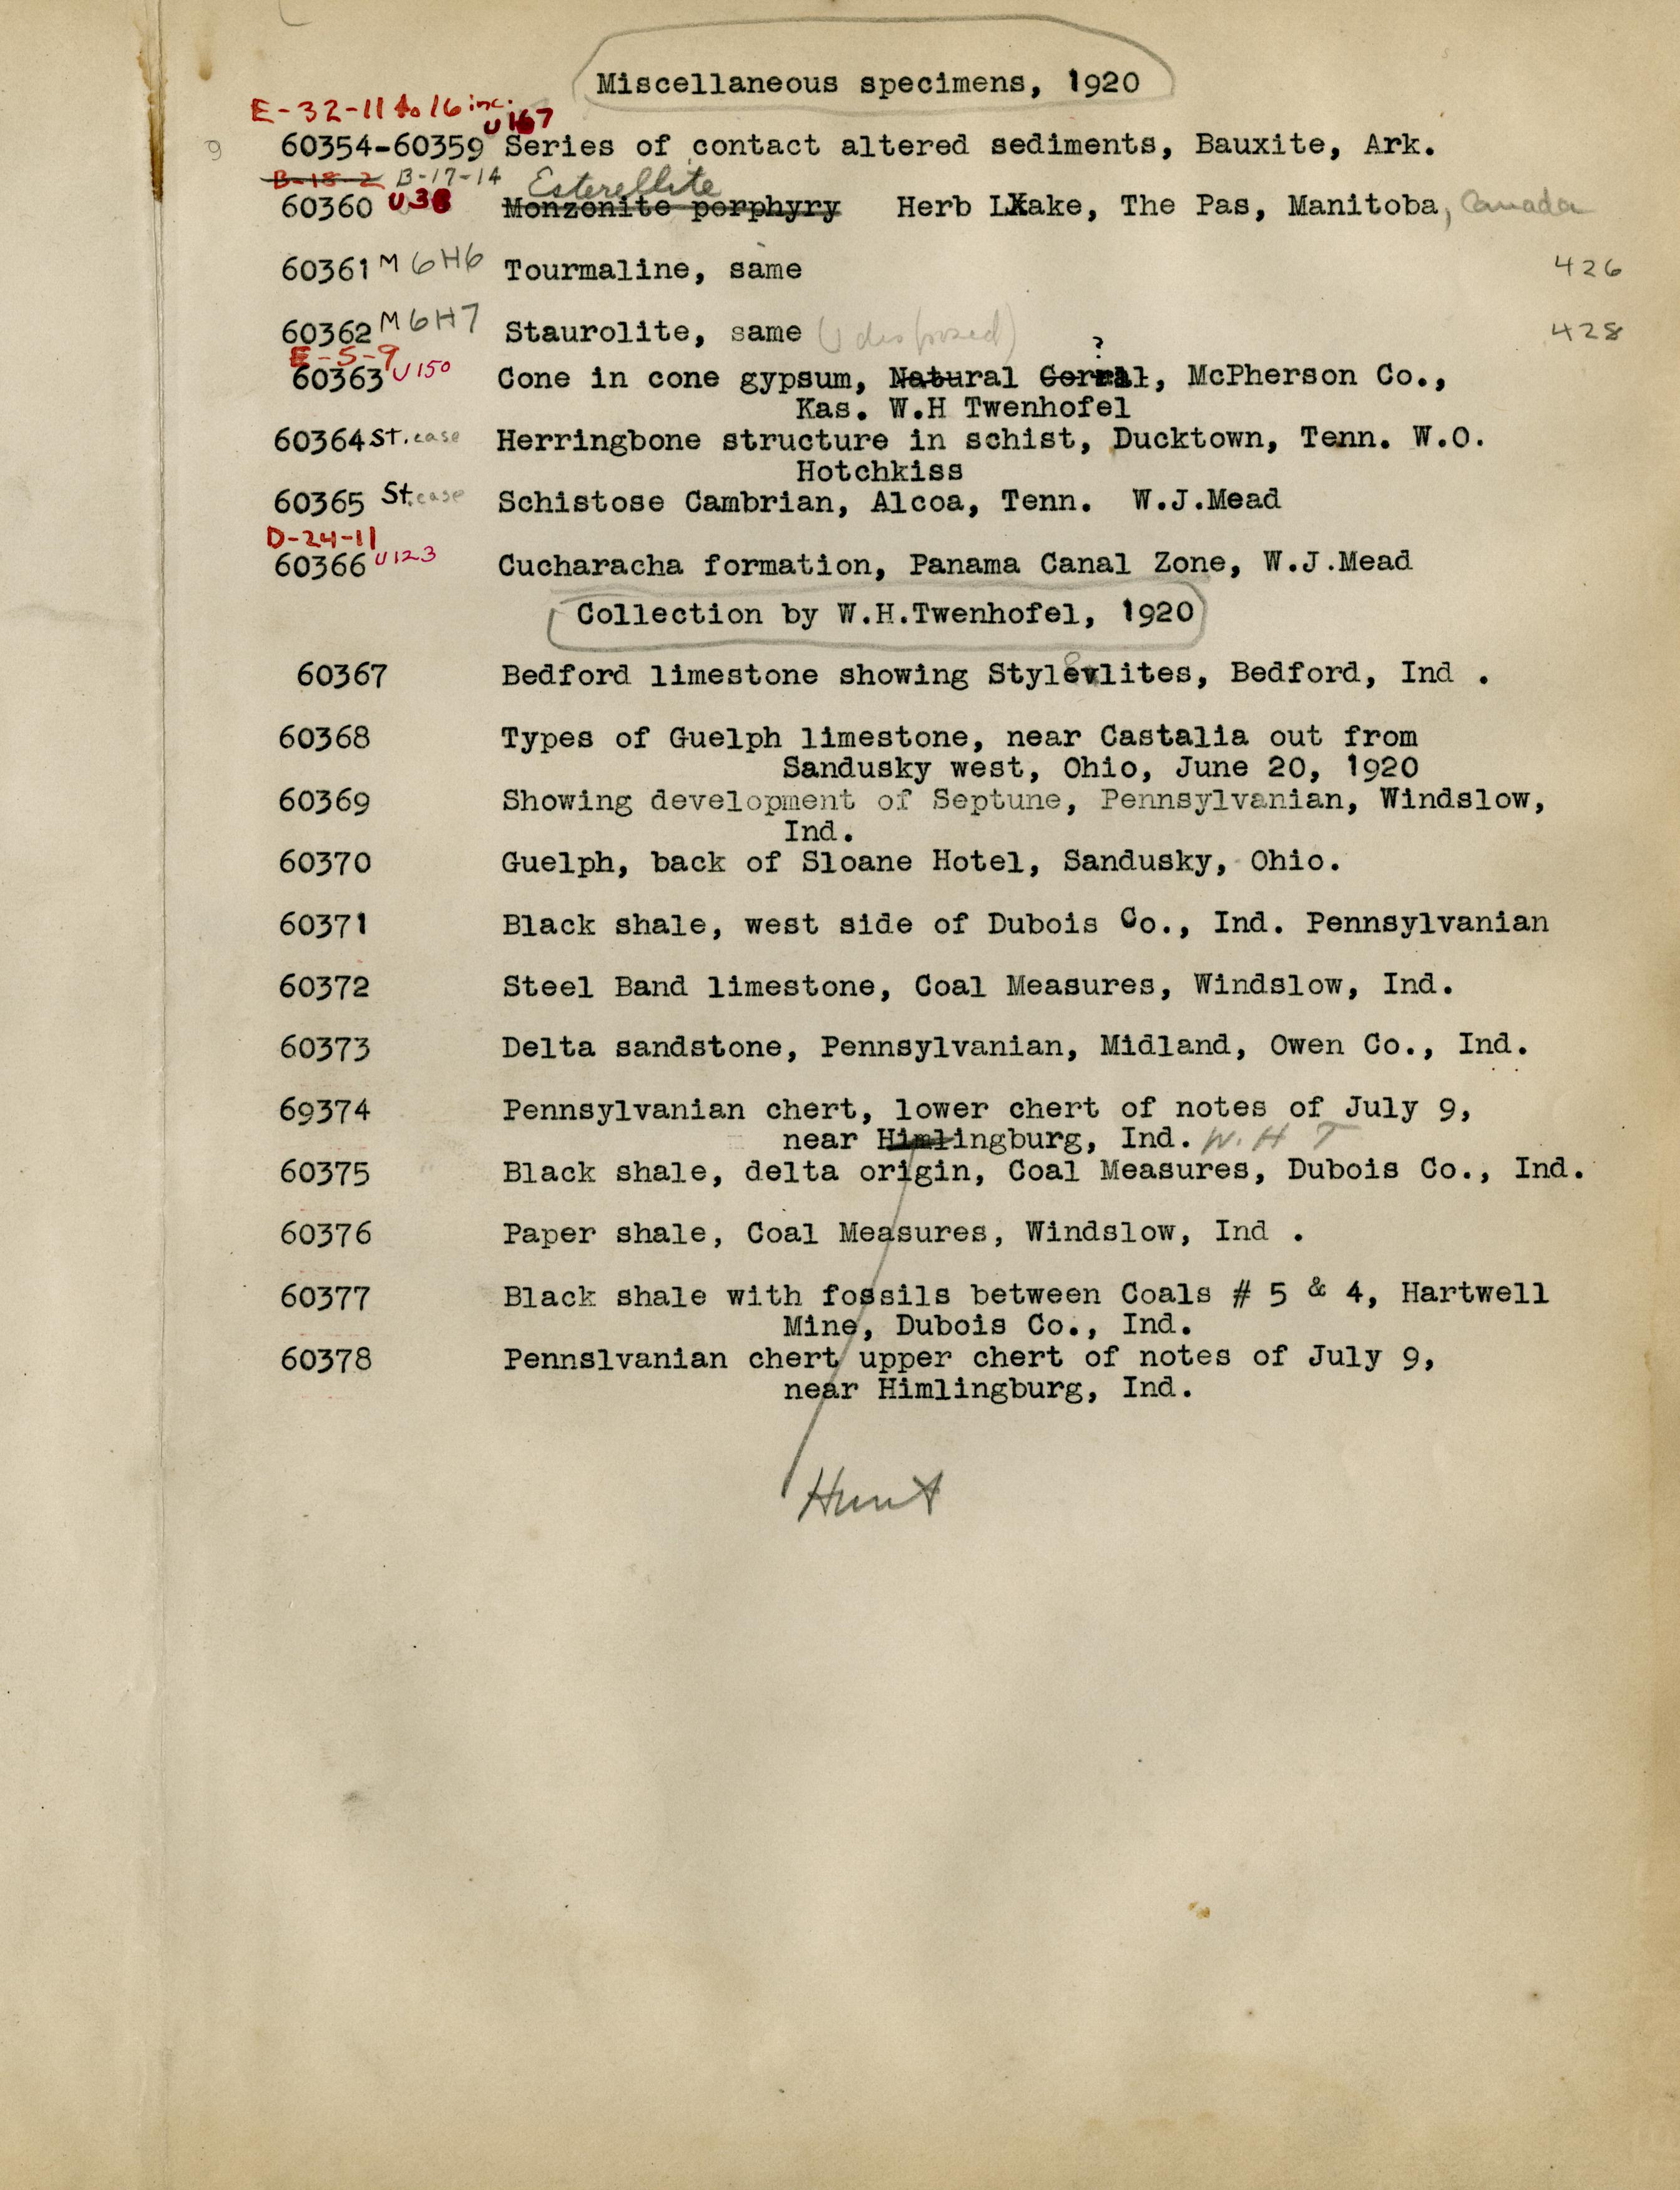 Miscellaneous specimens, 1920
E-32-11 to 16 inc.
U167
9 60354-60359 Series of contact altered sediments, Bauxite, Ark.
B-18-2 B-17-14 Esterellite
60360 U38 Monzonite porphyry Herb LXake, The Pas, Manitoba, Canada
60361 M6H6 Tourmaline, same 426
60362 M6H7 Staurolite, same (disposed) 428
E-5-9 ?
60363 U150 Cone in cone gypsum, Natural, McPherson Co.,
Kas. W.H Twenhofel
60364 St. case Herringbone structure in schist, Ducktown, Tenn. W.O.
Hotchkiss
60365 St. case Schistose Cambrian, Alcoa, Tenn. W.J.Mead
D-24-11
60366 U123 Cucharacha formation, Panama Canal Zone, W.J.Mead
Collection by W.H.Twenhofel, 1920
60367 Bedford limestone showing Stylevlites, Bedford, Ind .
60368 Types of Guelph limestone, near Castalia out from
Sandusky west, Ohio, June 20, 1920
60369 Showing development of Septune, Pennsylvanian, Windslow,
Ind.
60370 Guelph, back of Sloane Hotel, Sandusky, Ohio.
60371 Black shale, west side of Dubois Co., Ind. Pennsylvanian
60372 Steel Band limestone, Coal Measures, Windslow, Ind.
60373 Delta sandstone, Pennsylvanian, Midland, Owen Co., Ind.
69374 Pennsylvanian chert, lower chert of notes of July 9,
near Himlingburg, Ind. W. H T
60375 Black shale, delta origin, Coal Measures, Dubois Co., Ind.
60376 Paper shale, Coal Measures, Windslow, Ind .
60377 Black shale with fossils between Coals # 5 & 4, Hartwell
Mine, Dubois Co., Ind.
60378 Pennslvanian chert upper chert of notes of July 9,
near Himlingburg, Ind.
Hunt